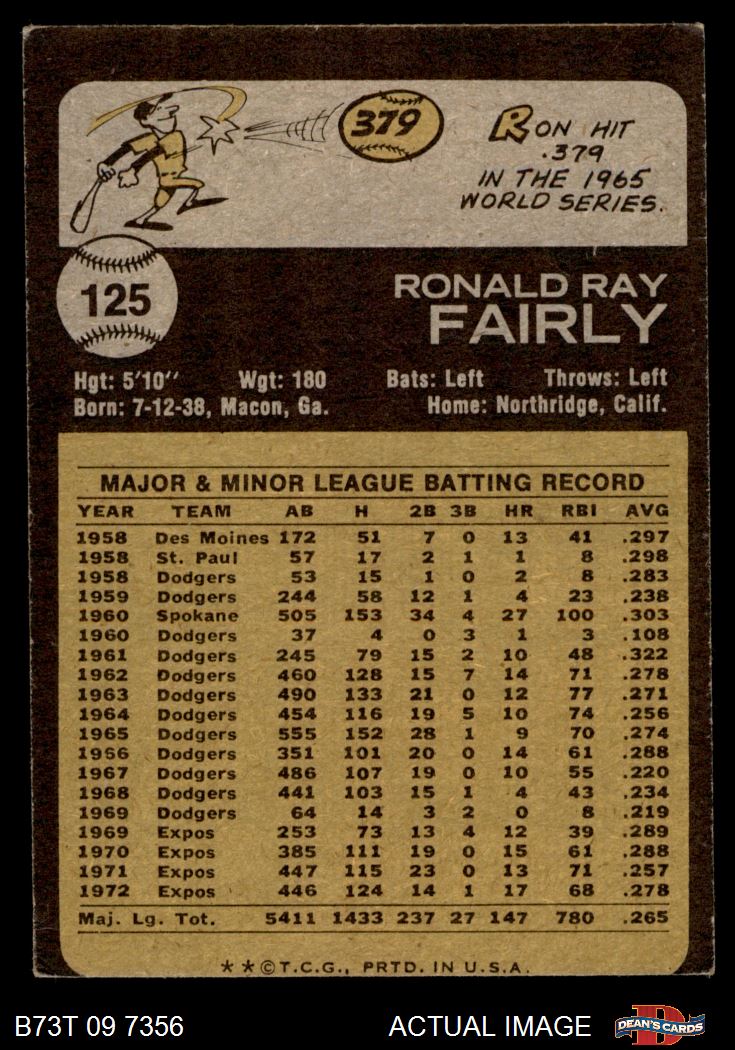 379
RON HIT
.379
IN THE 1965
WORLD SERIES.
125
RONALD RAY
FAIRLY
Hgt: 5'10" Wgt: 180 Bats: Left Throws: Left
Born: 7-12-38, Macon, Ga. Home: Northridge, Calif.
MAJOR & MINOR LEAGUE BATTING RECORD
YEAR TEAM AB H 2B 3B HR RBI AVG
1958 Des Moines 172 51 7 0 13 41 .297
1958 St. Paul 57 17 2 1 1 8 .298
1958 Dodgers 53 15 1 0 2 8 .283
1959 Dodgers 244 58 12 1 4 23 .238
1960 Spokane 505 153 34 4 27 100 .303
1960 Dodgers 37 4 0 3 1 3 .108
1961 Dodgers 245 79 15 2 10 48 .322
1962 Dodgers 460 128 15 7 14 71 .278
1963 Dodgers 490 133 21 0 12 77 .271
1964 Dodgers 454 116 19 5 10 74 .256
1965 Dodgers 555 152 28 1 9 70 .274
1966 Dodgers 351 101 20 0 14 61 .288
1967 Dodgers 486 107 19 0 10 55 .220
1968 Dodgers 441 103 15 1 4 43 .234
1969 Dodgers 64 14 3 2 0 8 .219
1969 Expos 253 73 13 4 12 39 .289
1970 Expos 385 111 19 0 15 61 .288
1971 Expos 447 115 23 0 13 71 .257
1972 Expos 446 124 14 1 17 68 .278
Maj. Lg. Tot. 5411 1433 237 27 147 780 .265
**©T.C.G., PRTD. IN U.S.A.
B73T 09 7356 ACTUAL IMAGE DEAN'S CARDS